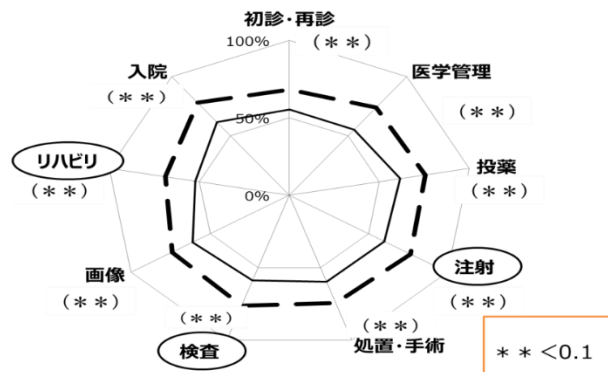 初診・再診
100%
(**)
入院
(**)
医学管理
(**)
50%
リハビリ
(**)
投薬
(**)
0%
注射
(**)
画像
(**)
(**)
検査
(**)
処置・手術
**<0.1